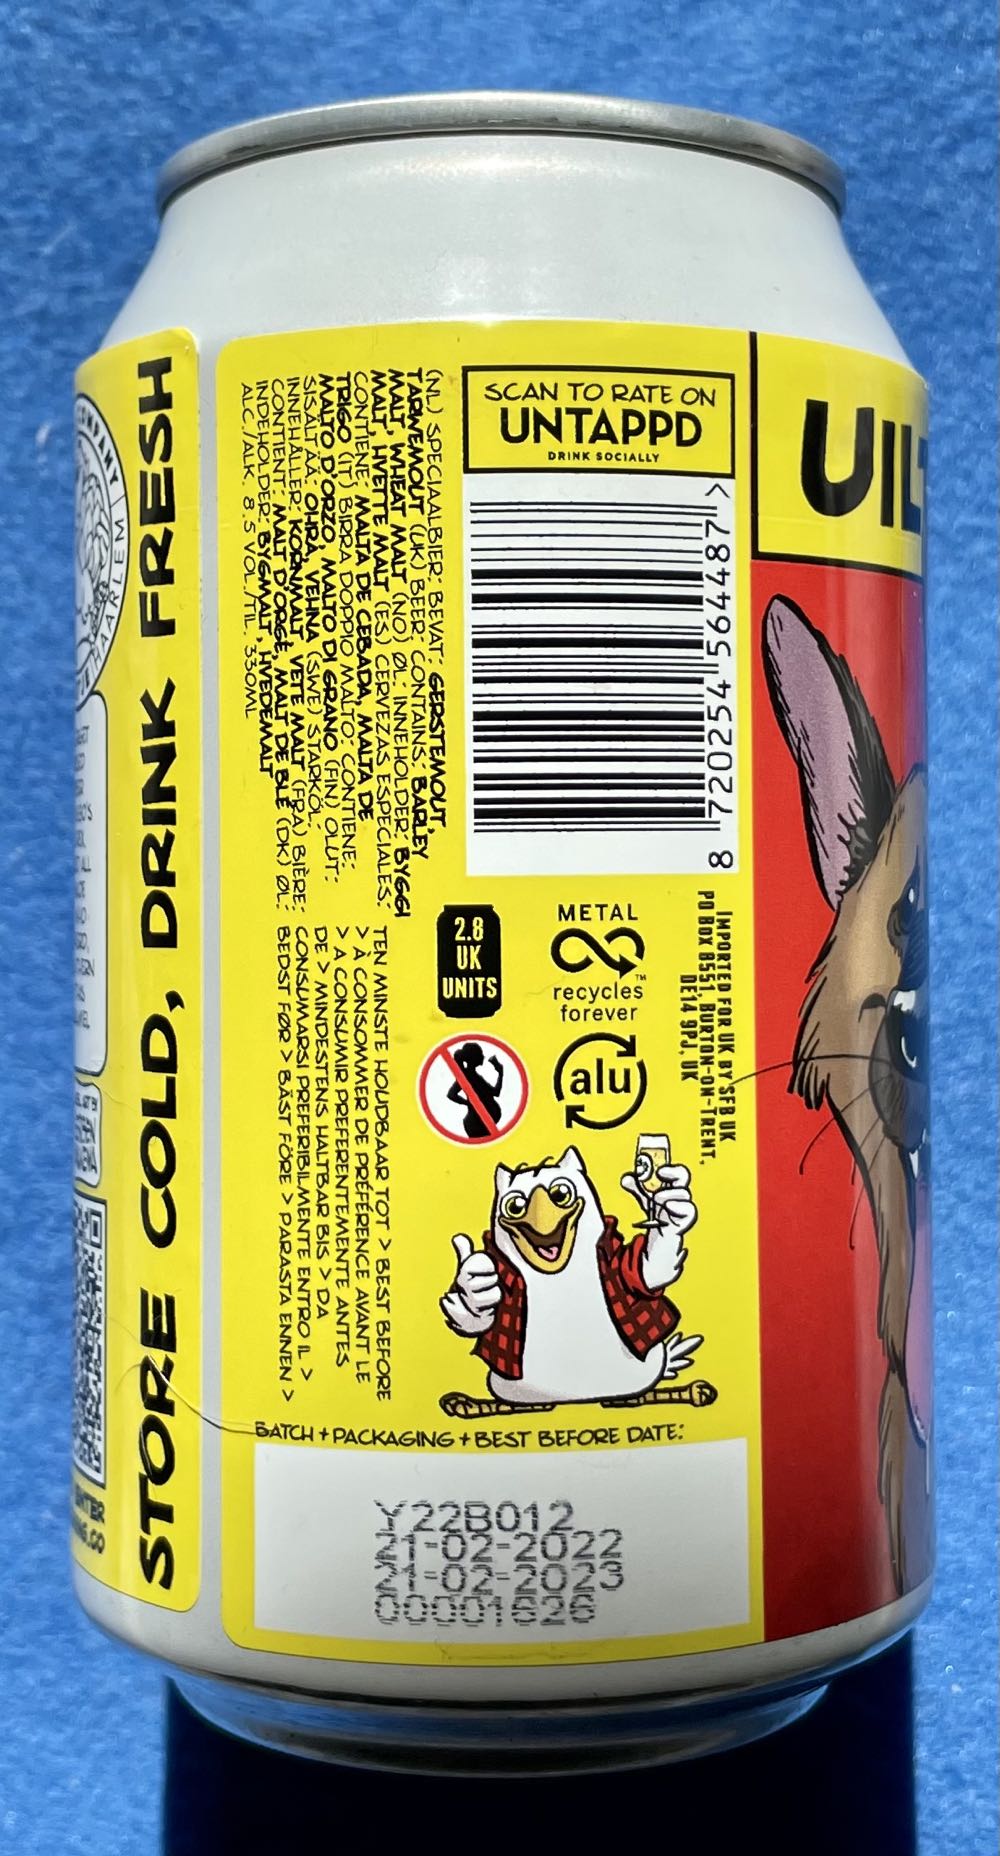 STORE COLD, DRINK FRESH
HAARLEM
SCAN TO RATE ON
UNTAPPD
DRINK SOCIALLY
8 720254 564487 >
UIL
(NL) SPECIAALBIER: BEVAT: GERSTEMOUT,
TARWEMOUT (UK) BEER: CONTAINS: BARLEY
MALT, WHEAT MALT (NO) ØL: INNEHOLDER: BYGGI
MALT, HVETTE MALT (ES) CERVEZAS ESPECIALES:
CONTIENE: MALTA DE CEBADA, MALTA DE
TRIGO (IT) BIRRA DOPPIO MALTO: CONTIENE:
MALTO D'ORZO, MALTO DI GRANO (FIN) OLUT:
SISÄLTÄÄ: OHRA, VEHNA (SWE) STARKÖL,
INNEHÅLLER: KORNMALT, VETE MALT (FRA) BIÈRE:
CONTIENT: MALT D'ORGE, MALT DE BLÉ (DK) ØL:
INDEHOLDER: BYGMALT, HVEDEMALT
ALC./ALK. 8.5 VOL./TIL. 330ML
2.8
UK
UNITS
METAL
™
recycles
forever
alu
IMPORTED FOR UK BY SFB UK
PO BOX 8551, BURTON-ON-TRENT,
DE14 9PJ, UK
TEN MINSTE HOUDBAAR TOT > BEST BEFORE
> À CONSOMMER DE PRÉFÉRENCE AVANT LE
> A CONSUMIR PREFERENTEMENTE ANTES
DE > MINDESTENS HALTBAR BIS > DA
CONSUMARSI PREFERIBILMENTE ENTRO IL >
BEDST FØR > BÄST FÖRE > PARASTA ENNEN >
BATCH + PACKAGING + BEST BEFORE DATE:
Y22B012
21-02-2022
21-02-2023
00001626